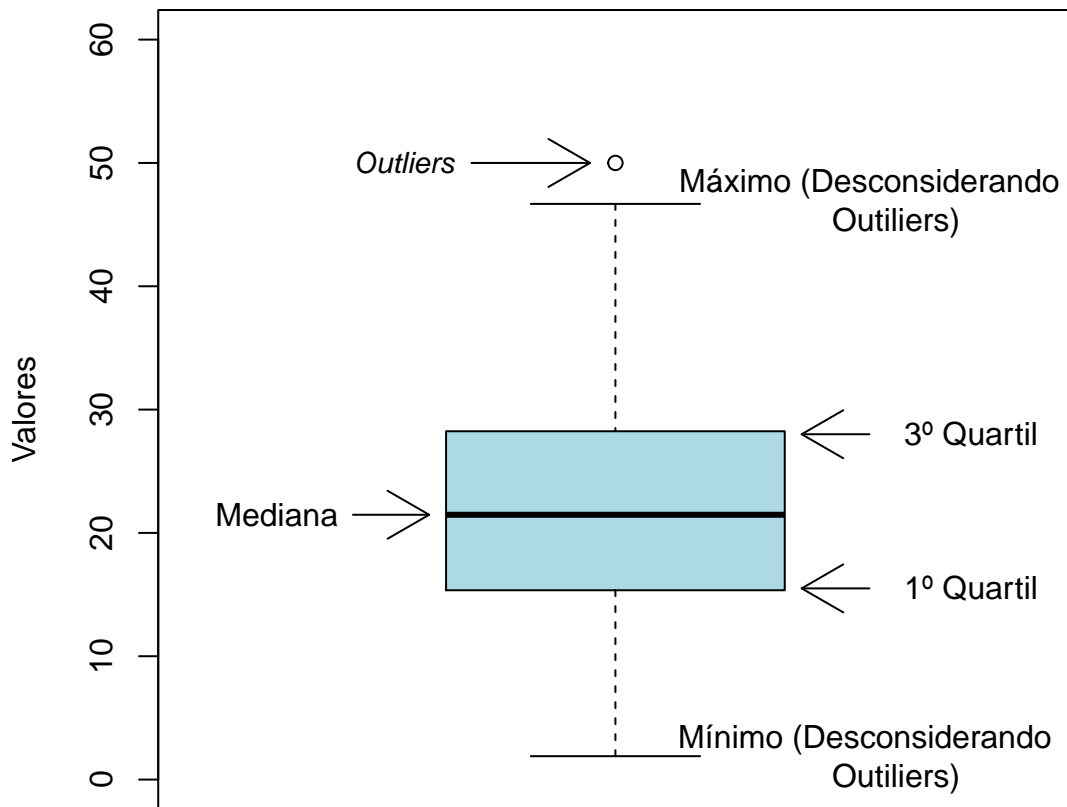 60
50
40
30
20
10
0
Valores
Outliers
Máximo (Desconsiderando
Outiliers)
3º Quartil
Mediana
1º Quartil
Mínimo (Desconsiderando
Outiliers)